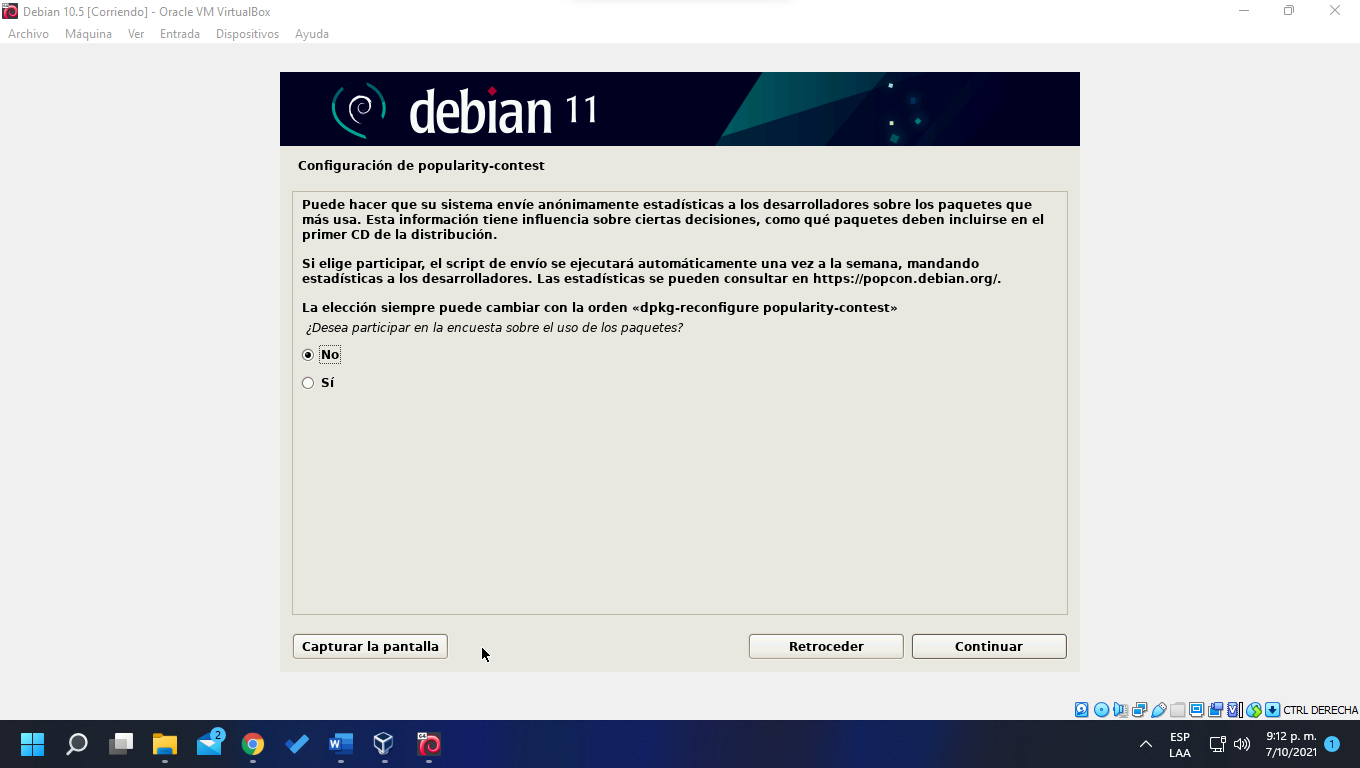 Debian 10.5 [Corriendo] - Oracle VM VirtualBox
Archivo Máquina Ver Entrada Dispositivos Ayuda
debian 11
Configuración de popularity-contest
Puede hacer que su sistema envíe anónimamente estadísticas a los desarrolladores sobre los paquetes que
más usa. Esta información tiene influencia sobre ciertas decisiones, como qué paquetes deben incluirse en el
primer CD de la distribución.
Si elige participar, el script de envío se ejecutará automáticamente una vez a la semana, mandando
estadísticas a los desarrolladores. Las estadísticas se pueden consultar en https://popcon.debian.org/.
La elección siempre puede cambiar con la orden «dpkg-reconfigure popularity-contest»
¿Desea participar en la encuesta sobre el uso de los paquetes?
No
Sí
Capturar la pantalla Retroceder Continuar
CTRL DERECHA
2
64
ESP
LAA
9:12 p. m.
7/10/2021
1